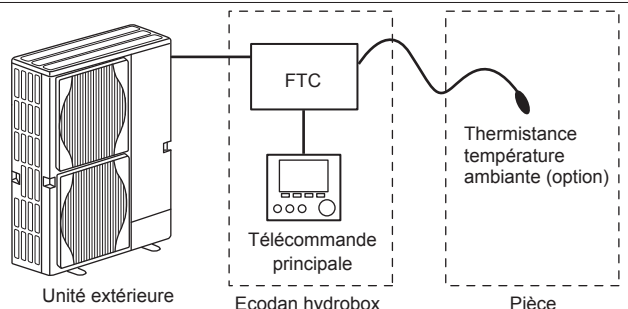 FTC
Thermistance
température
ambiante (option)
Télécommande
principale
Unité extérieure
Ecodan hydrobox
Pièce